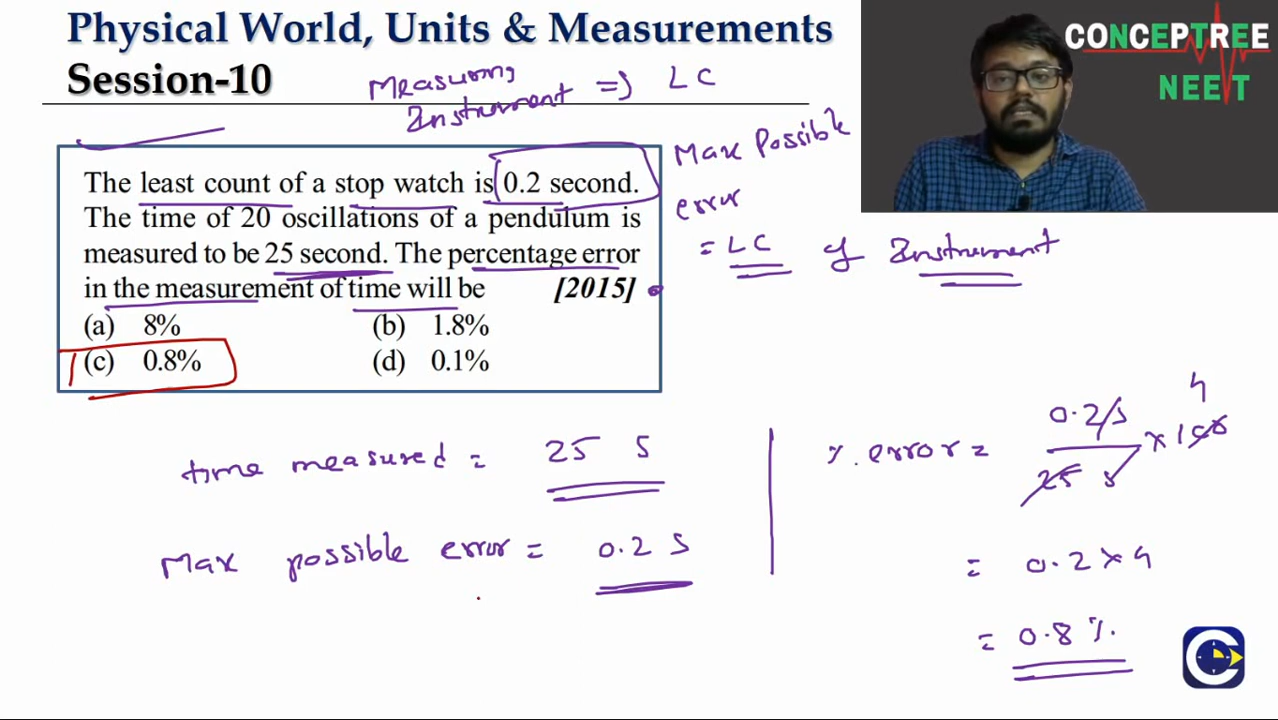 Physical World, Units & Measurements
Session-10
Measuring
Instrument => LC
CONCEPTREE
NEET
Max Possible
error
= LC of Instrument
The least count of a stop watch is 0.2 second.
The time of 20 oscillations of a pendulum is
measured to be 25 second. The percentage error
in the measurement of time will be [2015]
(a) 8% (b) 1.8%
(c) 0.8% (d) 0.1%
time measured = 25 s
Max possible error = 0.2 s
4
% error = 0.2 s / 25 s × 100
= 0.2 × 4
= 0.8 %